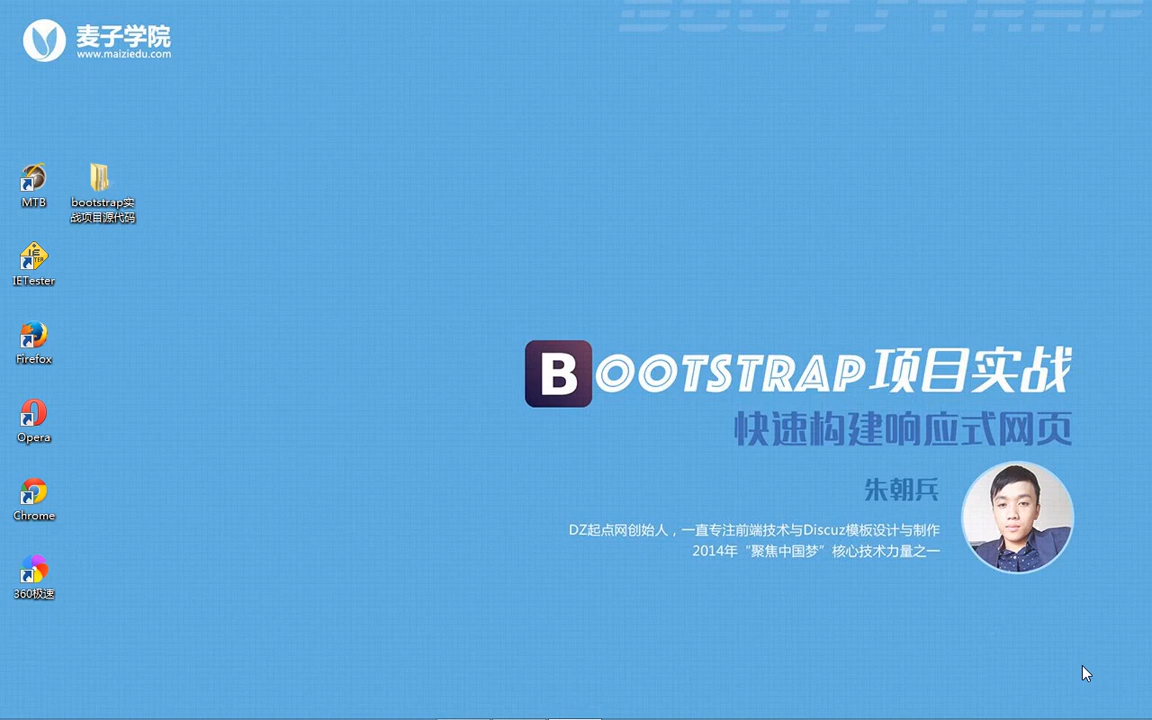 BOOTSTRAP
麦子学院
www.maiziedu.com
MTB
bootstrap实
战项目源代码
IETester
Firefox
Opera
Chrome
360极速
BOOTSTRAP项目实战
快速构建响应式网页
朱朝兵
DZ起点网创始人，一直专注前端技术与Discuz模板设计与制作
2014年“聚焦中国梦”核心技术力量之一